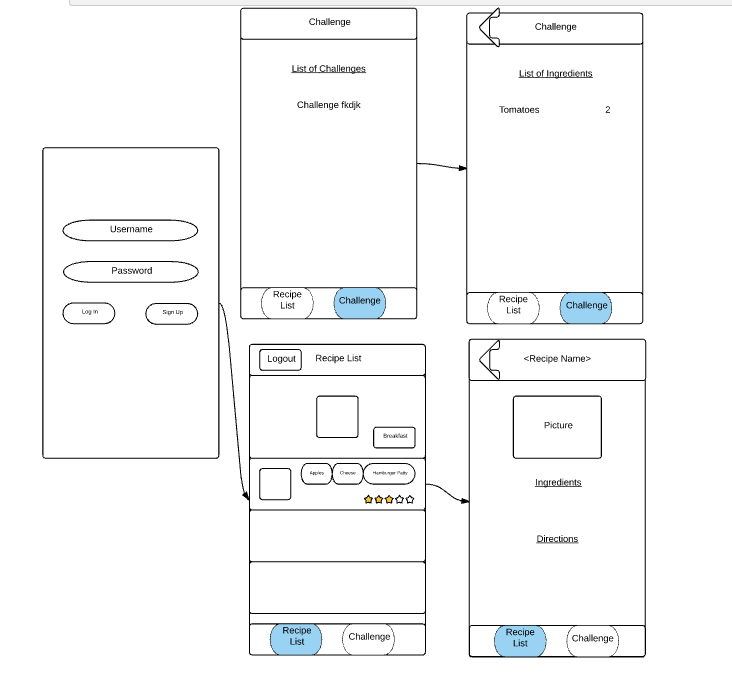 Username
Password
Log In
Sign Up
Challenge
List of Challenges
Challenge fkdjk
Recipe
List
Challenge
Challenge
List of Ingredients
Tomatoes 2
Recipe
List
Challenge
Logout
Recipe List
Breakfast
Apples
Cheese
Hamburger Patty
Recipe
List
Challenge
<Recipe Name>
Picture
Ingredients
Directions
Recipe
List
Challenge